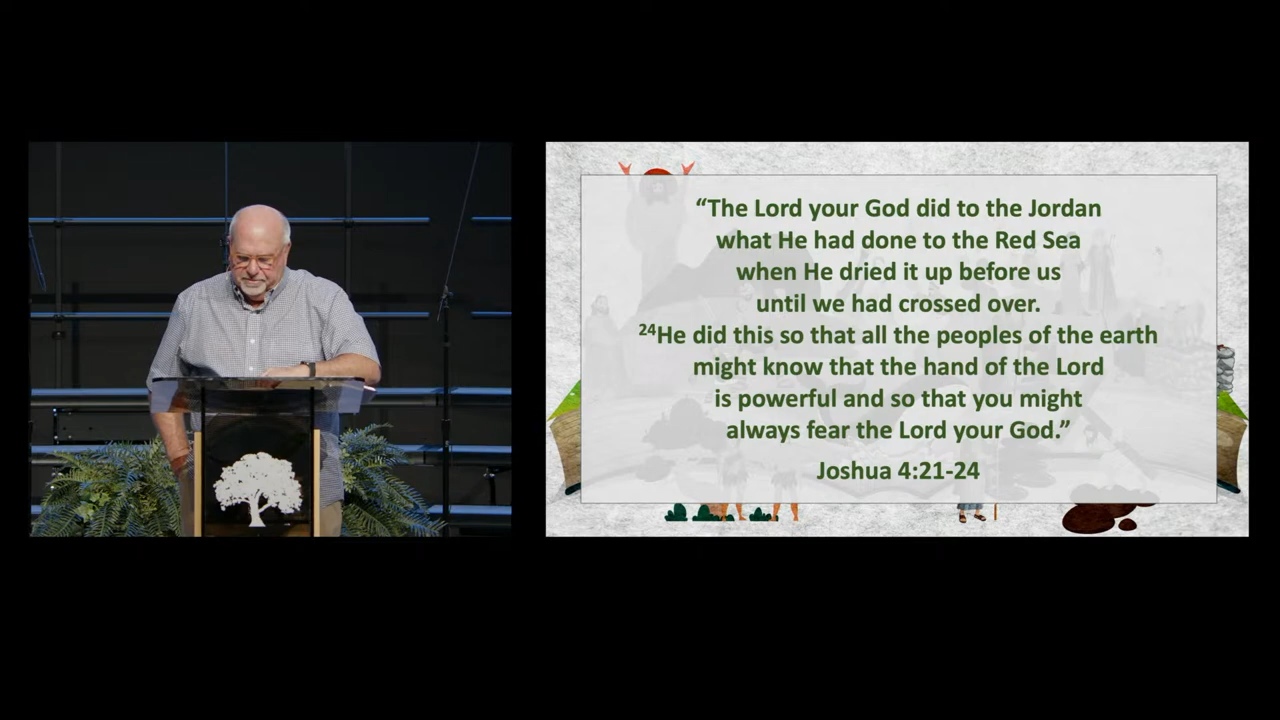 “The Lord your God did to the Jordan
what He had done to the Red Sea
when He dried it up before us
until we had crossed over.
²⁴He did this so that all the peoples of the earth
might know that the hand of the Lord
is powerful and so that you might
always fear the Lord your God.”
Joshua 4:21-24